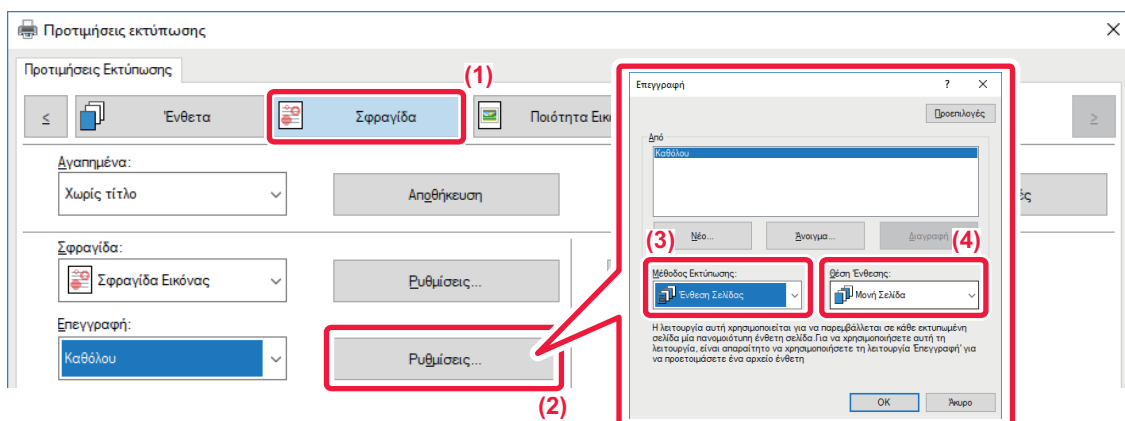 Προτιμήσεις εκτύπωσης
Προτιμήσεις Εκτύπωσης
(1)
<
Ένθετα
Σφραγίδα
Ποιότητα Εικ
>
Αγαπημένα:
Χωρίς τίτλο
Αποθήκευση
ές
Σφραγίδα:
Σφραγίδα Εικόνας
Ρυθμίσεις...
Επεγγραφή:
Καθόλου
Ρυθμίσεις...
(2)
Επεγγραφή
?
Προεπιλογές
Από
Καθόλου
Νέο...
Άνοιγμα...
Διαγραφή
(3)
(4)
Μέθοδος Εκτύπωσης:
Θέση Ένθεσης:
Ένθεση Σελίδας
Μονή Σελίδα
Η λειτουργία αυτή χρησιμοποιείται για να παρεμβάλλεται σε κάθε εκτυπωμένη
σελίδα μία πανομοιότυπη ένθετη σελίδα.Για να χρησιμοποιήσετε αυτή τη
λειτουργία, είναι απαραίτητο να χρησιμοποιήσετε τη λειτουργία 'Επεγγραφή' για
να προετοιμάσετε ένα αρχείο ένθετη
OK
Άκυρο